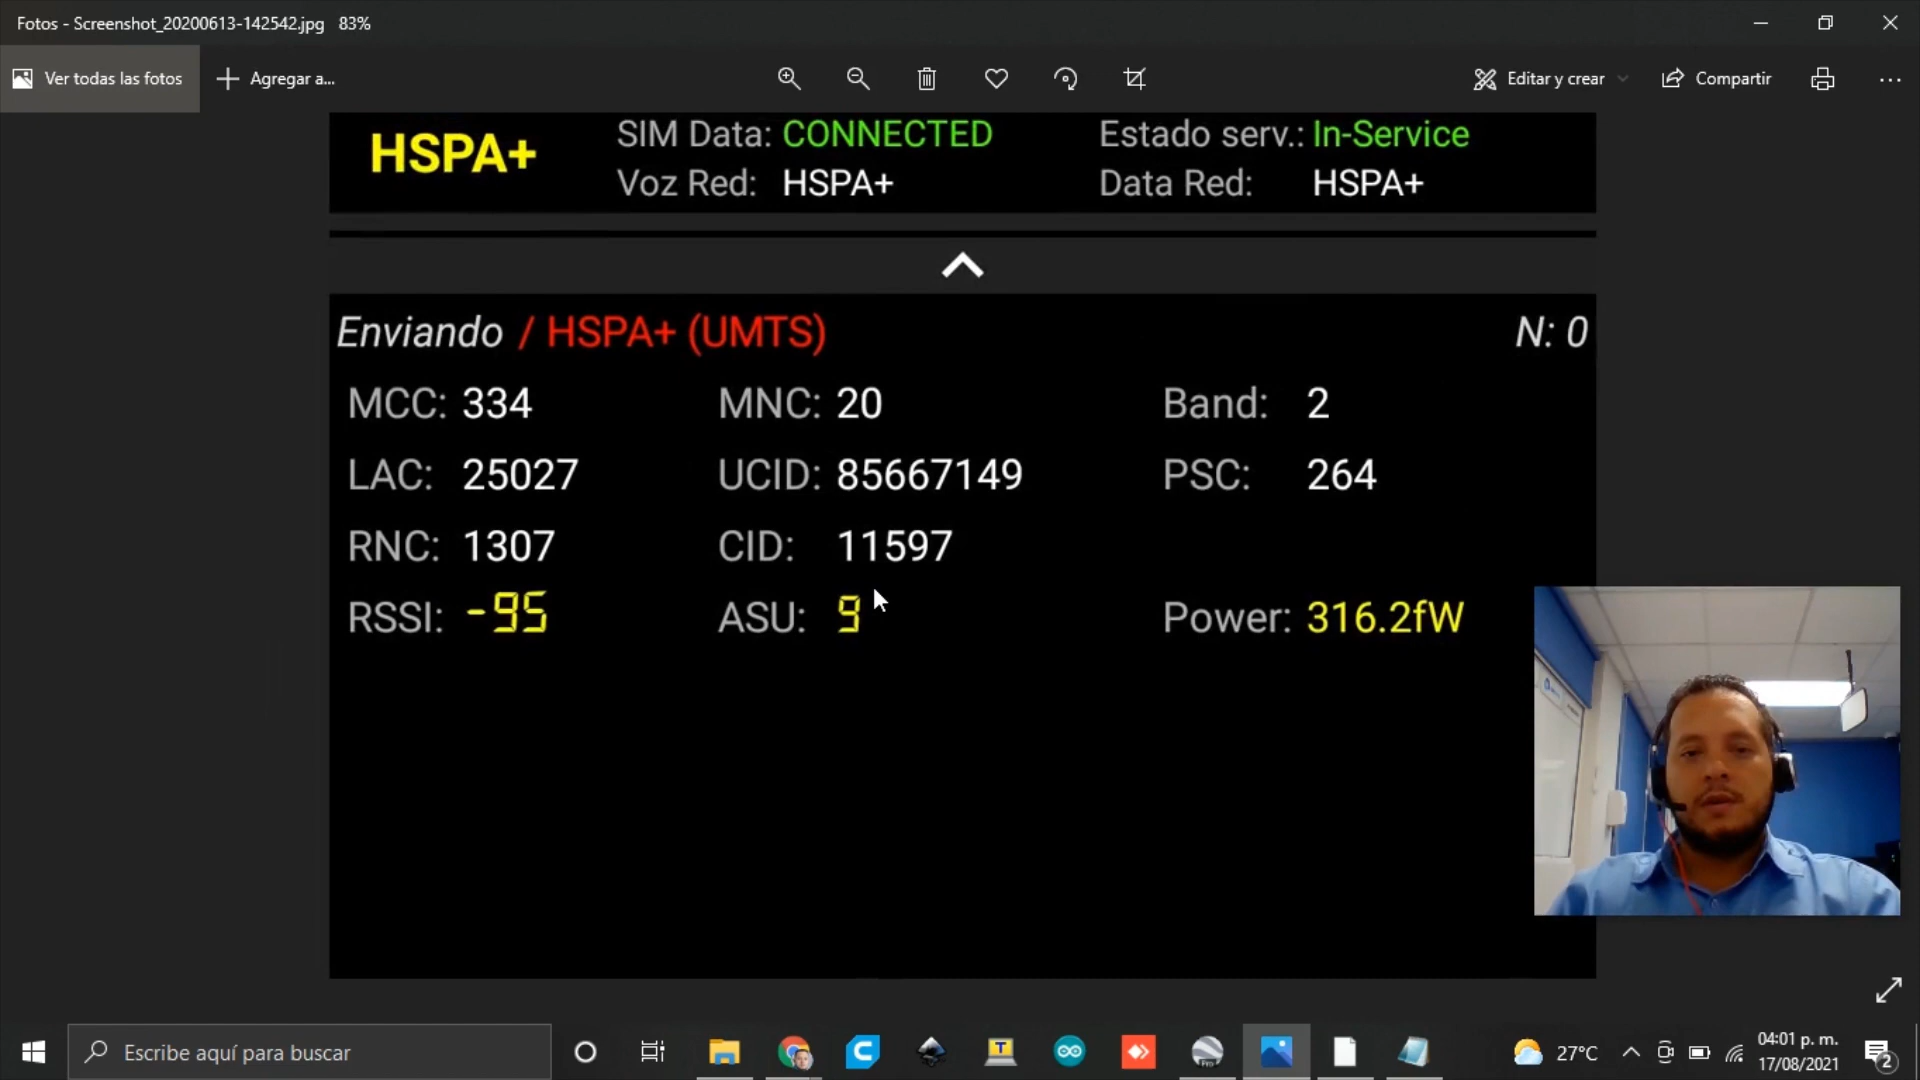 Fotos - Screenshot_20200613-142542.jpg 83%
Ver todas las fotos
Agregar a...
Editar y crear
Compartir
HSPA+
SIM Data: CONNECTED
Estado serv.: In-Service
Voz Red: HSPA+
Data Red: HSPA+
Enviando / HSPA+ (UMTS)
N: 0
MCC: 334
MNC: 20
Band: 2
LAC: 25027
UCID: 85667149
PSC: 264
RNC: 1307
CID: 11597
RSSI: -95
ASU: 9
Power: 316.2fW
Escribe aquí para buscar
27°C
04:01 p. m.
17/08/2021
2